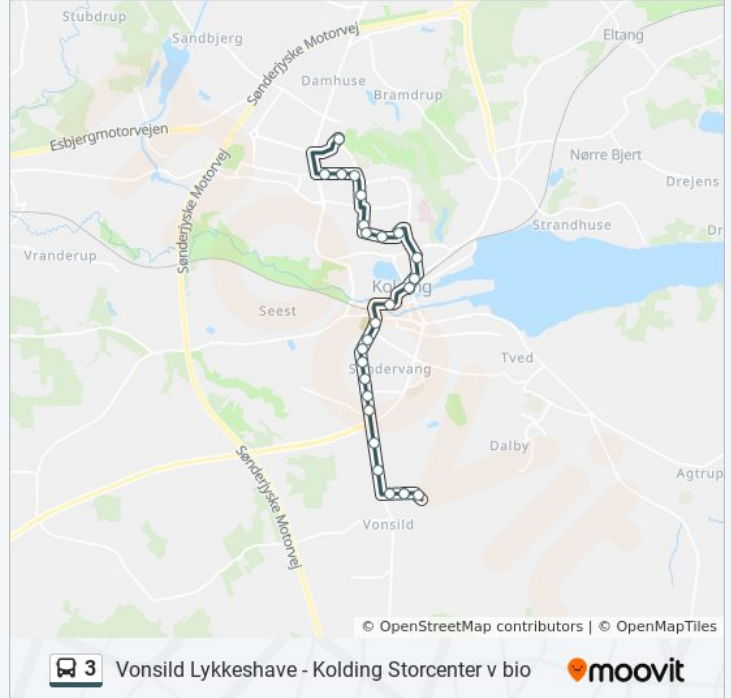 Stubdrup
Sandbjerg
Sønderjyske Motorvej
Eltang
Damhuse
Bramdrup
Esbjergmotorvejen
Nørre Bjert
Drejens
Sønderjyske Motorvej
Strandhuse
Dr
Vranderup
Kolding
Seest
Tved
Søndervang
Dalby
Agtrup
Sønderjyske Motorvej
Vonsild
© OpenStreetMap contributors | © OpenMapTiles
3 Vonsild Lykkeshave - Kolding Storcenter v bio moovit